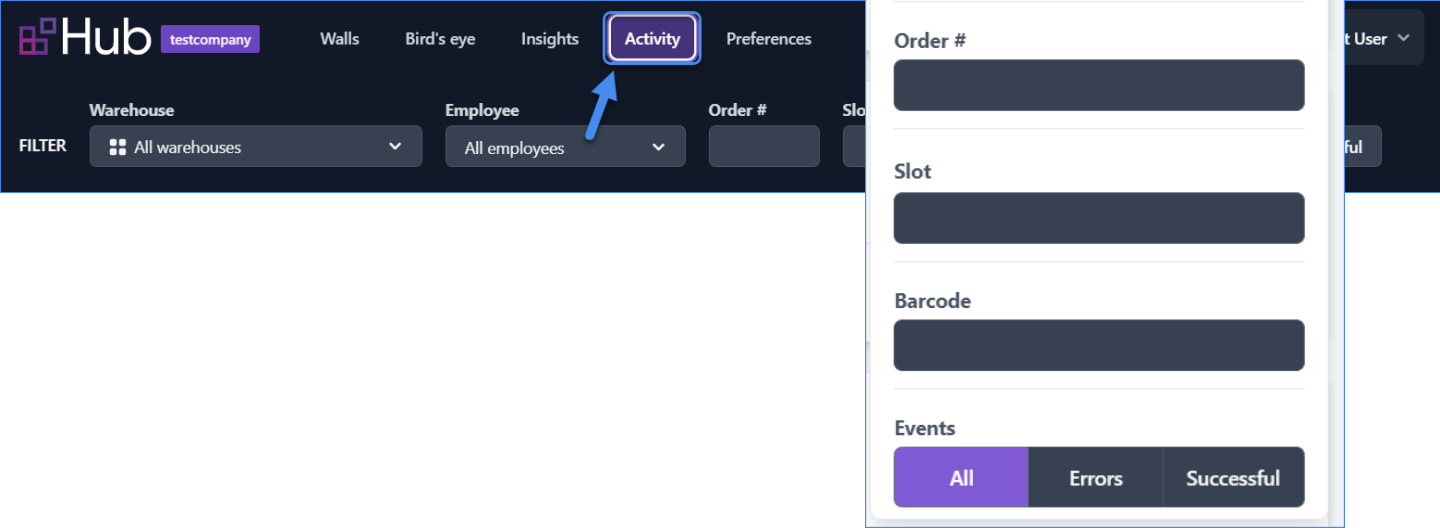 Hub testcompany Walls Bird's eye Insights Activity Preferences User
Warehouse Employee Order #
FILTER All warehouses All employees
Order #
Slot
Barcode
Events
All Errors Successful